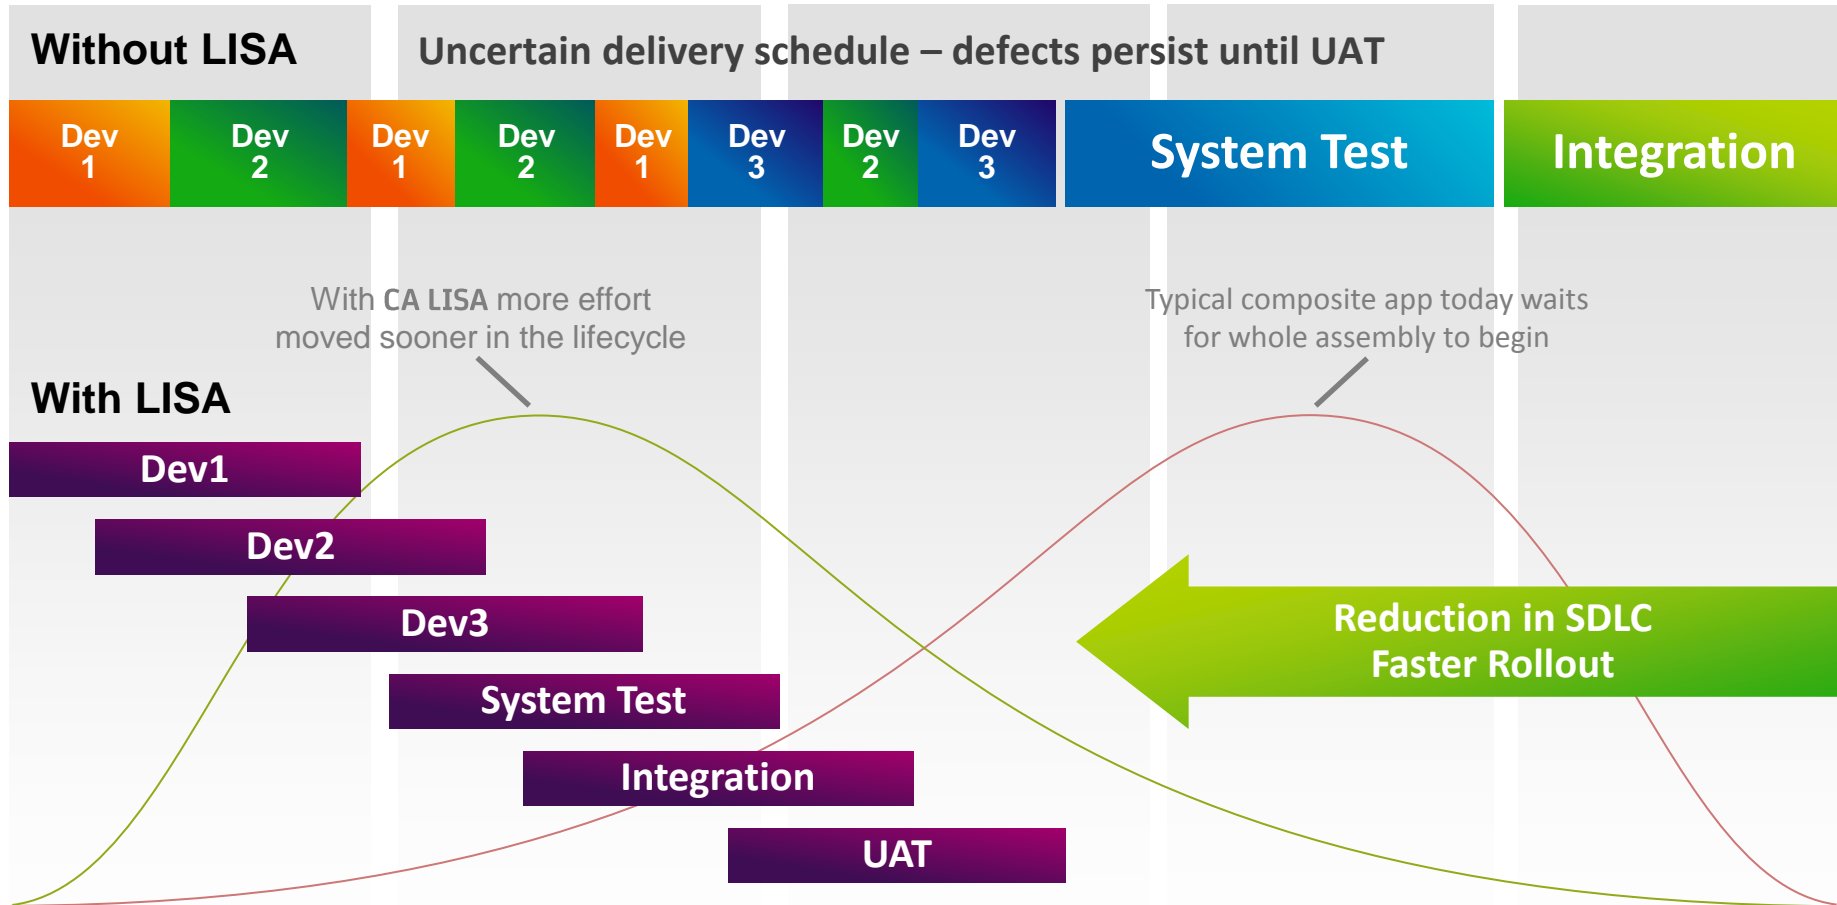 Without LISA
Uncertain delivery schedule – defects persist until UAT
Dev
1
Dev
2
Dev
1
Dev
2
Dev
1
Dev
3
Dev
2
Dev
3
System Test
Integration
With CA LISA more effort
moved sooner in the lifecycle
Typical composite app today waits
for whole assembly to begin
With LISA
Dev1
Dev2
Dev3
System Test
Integration
UAT
Reduction in SDLC
Faster Rollout